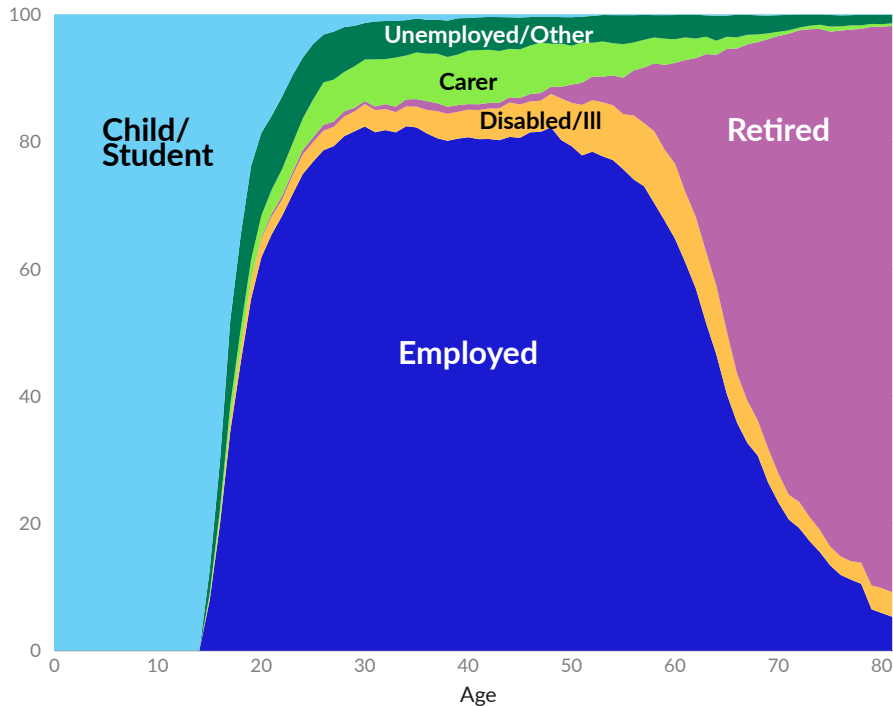 100
Unemployed/Other
Carer
Child/
Student
Disabled/Ill
Retired
80
60
Employed
40
20
0
0 10 20 30 40 50 60 70 80
Age